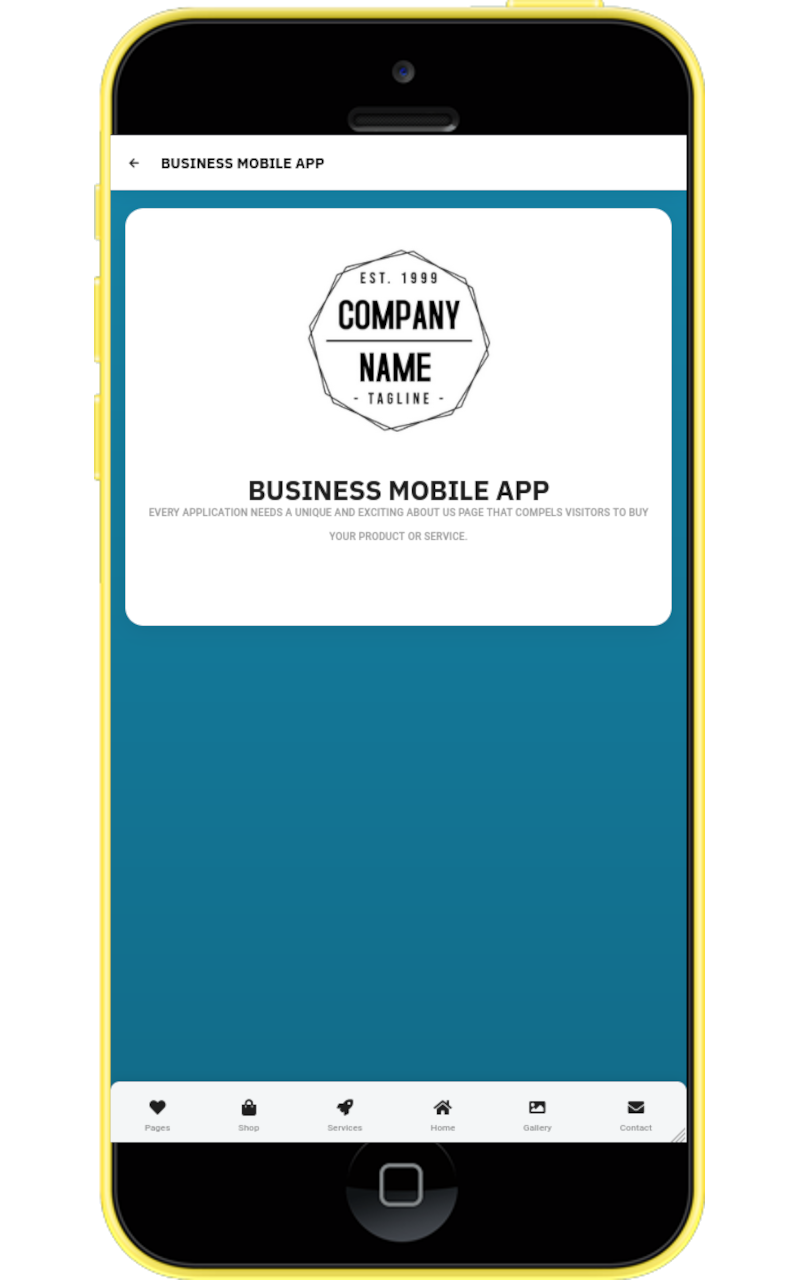 BUSINESS MOBILE APP
EST. 1999
COMPANY
NAME
- TAGLINE -
BUSINESS MOBILE APP
EVERY APPLICATION NEEDS A UNIQUE AND EXCITING ABOUT US PAGE THAT COMPELS VISITORS TO BUY
YOUR PRODUCT OR SERVICE.
Pages Shop Services Home Gallery Contact